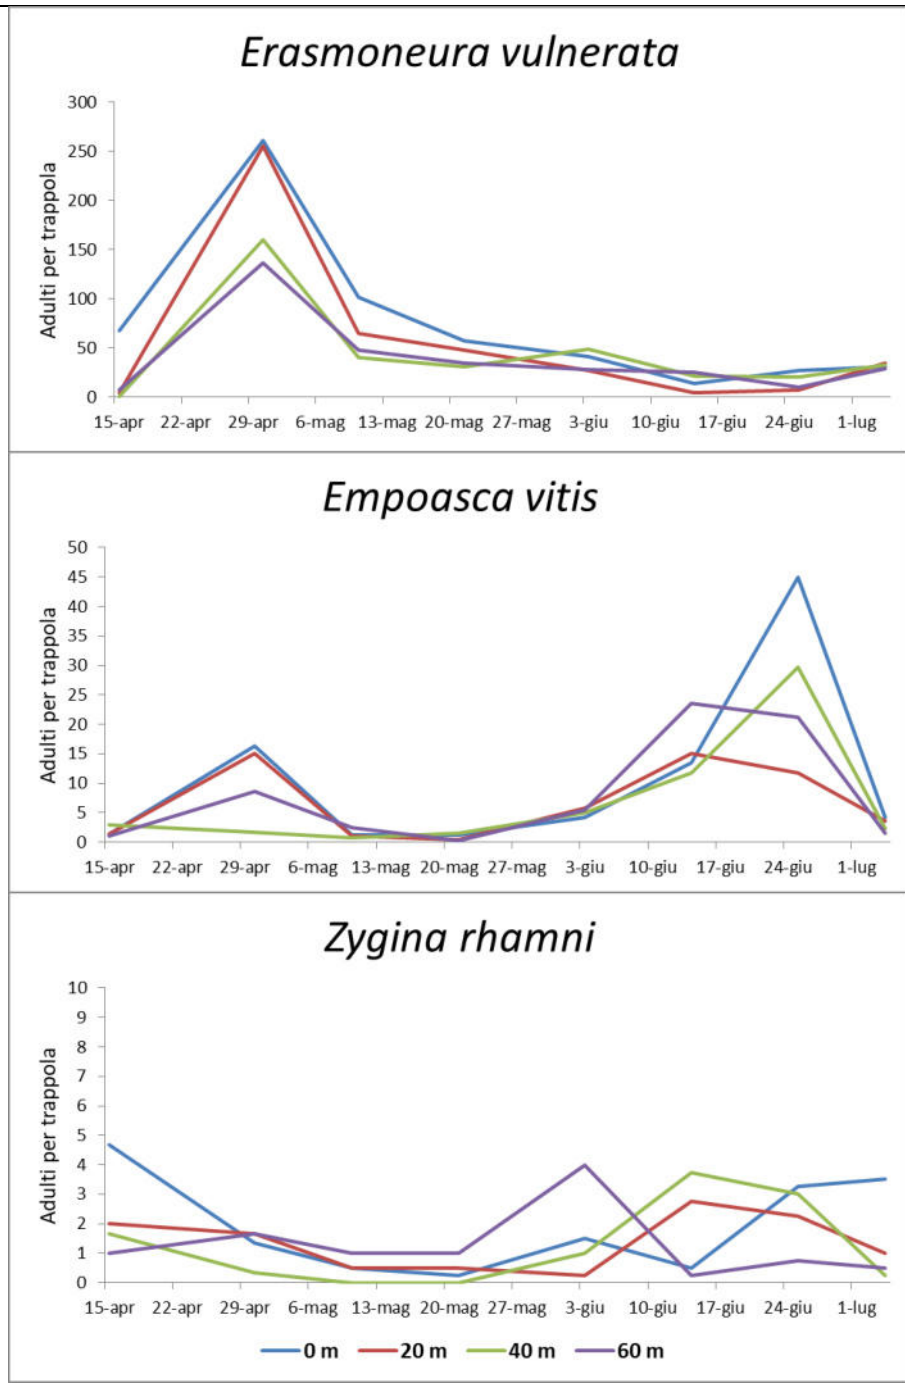 Erasmoneura vulnerata
300
250
200
150
100
50
0
Adulti per trappola
15-apr 22-apr 29-apr 6-mag 13-mag 20-mag 27-mag 3-giu 10-giu 17-giu 24-giu 1-lug
Empoasca vitis
50
45
40
35
30
25
20
15
10
5
0
Adulti per trappola
15-apr 22-apr 29-apr 6-mag 13-mag 20-mag 27-mag 3-giu 10-giu 17-giu 24-giu 1-lug
Zygina rhamni
10
9
8
7
6
5
4
3
2
1
0
Adulti per trappola
15-apr 22-apr 29-apr 6-mag 13-mag 20-mag 27-mag 3-giu 10-giu 17-giu 24-giu 1-lug
0 m 20 m 40 m 60 m